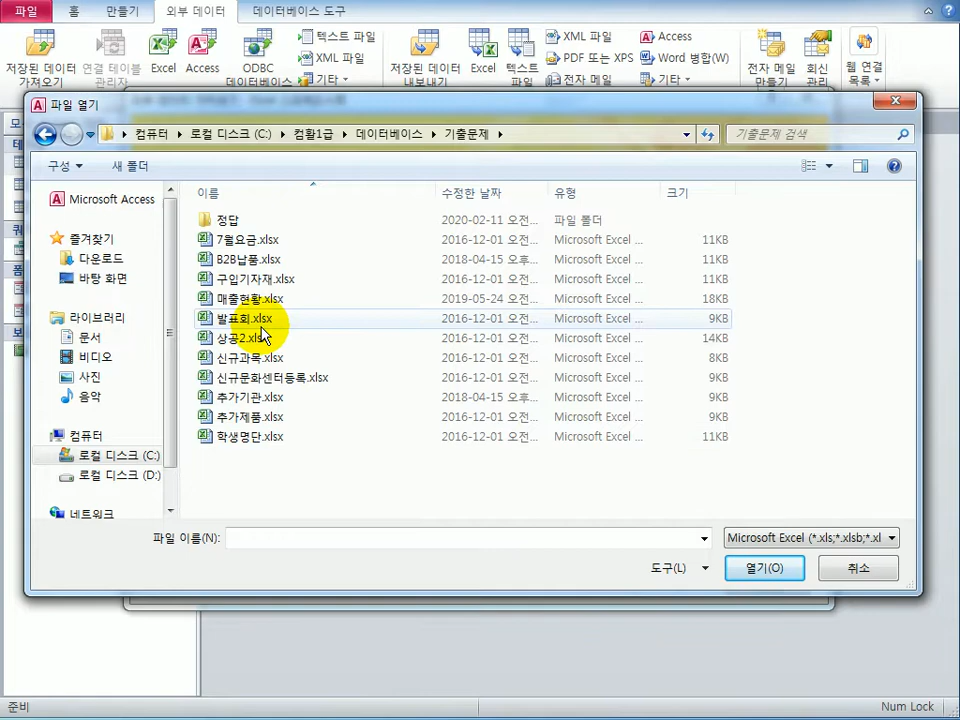 파일 홈 만들기 외부 데이터 데이터베이스 도구
텍스트 파일
XML 파일
기타
XML 파일 Access
PDF 또는 XPS Word 병합(W)
전자 메일 기타
저장된 데이터 가져오기
연결 테이블 관리자
Excel
Access
ODBC 데이터베이스
저장된 데이터 내보내기
Excel
텍스트 파일
전자 메일 만들기
회신 관리
웹 연결 목록
파일 열기
컴퓨터 로컬 디스크 (C:) 컴활1급 데이터베이스 기출문제
기출문제 검색
구성 새 폴더
Microsoft Access
즐겨찾기
다운로드
바탕 화면
라이브러리
문서
비디오
사진
음악
컴퓨터
로컬 디스크 (C:)
로컬 디스크 (D:)
네트워크
이름 수정한 날짜 유형 크기
정답 2020-02-11 오전... 파일 폴더
7월요금.xlsx 2016-12-01 오전... Microsoft Excel ... 11KB
B2B납품.xlsx 2018-04-15 오후... Microsoft Excel ... 11KB
구입기자재.xlsx 2016-12-01 오전... Microsoft Excel ... 11KB
매출현황.xlsx 2019-05-24 오전... Microsoft Excel ... 18KB
발표회.xlsx 2016-12-01 오전... Microsoft Excel ... 9KB
상공2.xlsx 2016-12-01 오전... Microsoft Excel ... 14KB
신규과목.xlsx 2016-12-01 오전... Microsoft Excel ... 8KB
신규문화센터등록.xlsx 2016-12-01 오전... Microsoft Excel ... 9KB
추가기관.xlsx 2018-04-15 오후... Microsoft Excel ... 9KB
추가제품.xlsx 2016-12-01 오전... Microsoft Excel ... 9KB
학생명단.xlsx 2016-12-01 오전... Microsoft Excel ... 11KB
파일 이름(N):
Microsoft Excel (*.xls;*.xlsb;*.xl
도구(L) 열기(O) 취소
준비
Num Lock